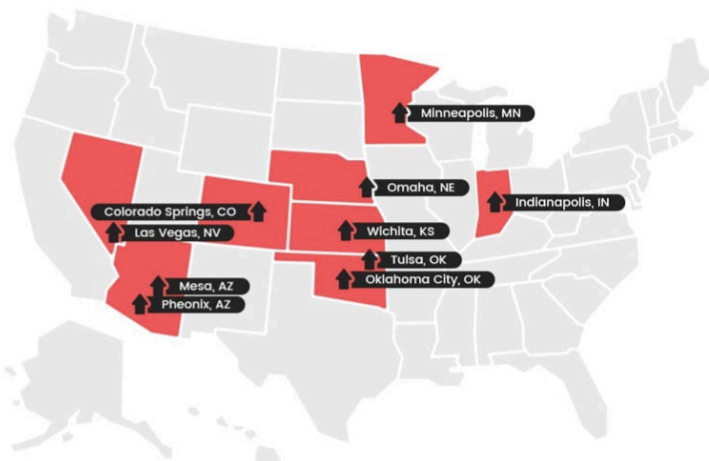 Minneapolis, MN
Omaha, NE
Indianapolis, IN
Colorado Springs, CO
Las Vegas, NV
Wichita, KS
Tulsa, OK
Oklahoma City, OK
Mesa, AZ
Pheonix, AZ